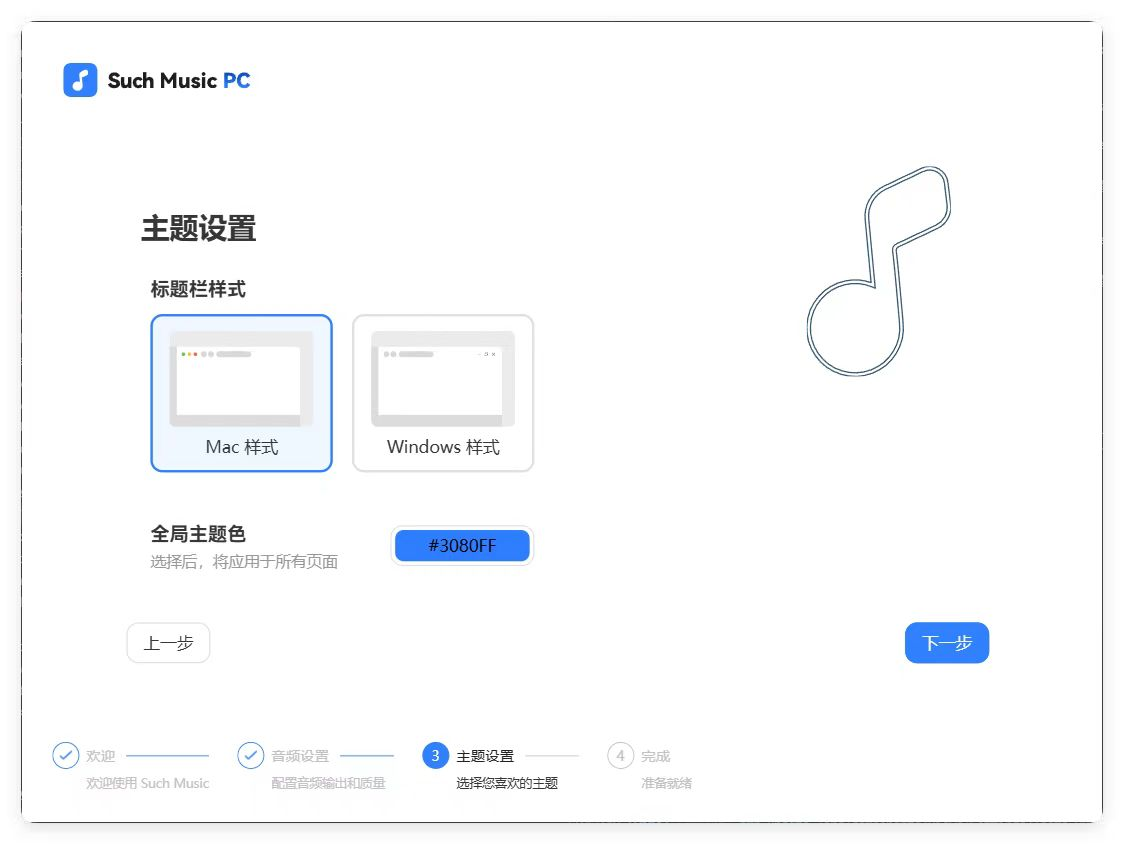 Such Music PC
主题设置
标题栏样式
Mac 样式
Windows 样式
全局主题色
选择后，将应用于所有页面
#3080FF
上一步
下一步
欢迎
欢迎使用 Such Music
音频设置
配置音频输出和质量
3
主题设置
选择您喜欢的主题
4
完成
准备就绪